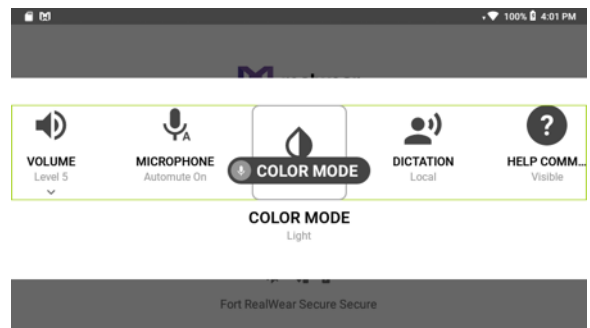 100% 4:01 PM
VOLUME
Level 5
MICROPHONE
Automute On
COLOR MODE
DICTATION
Local
HELP COMM...
Visible
COLOR MODE
Light
Fort RealWear Secure Secure